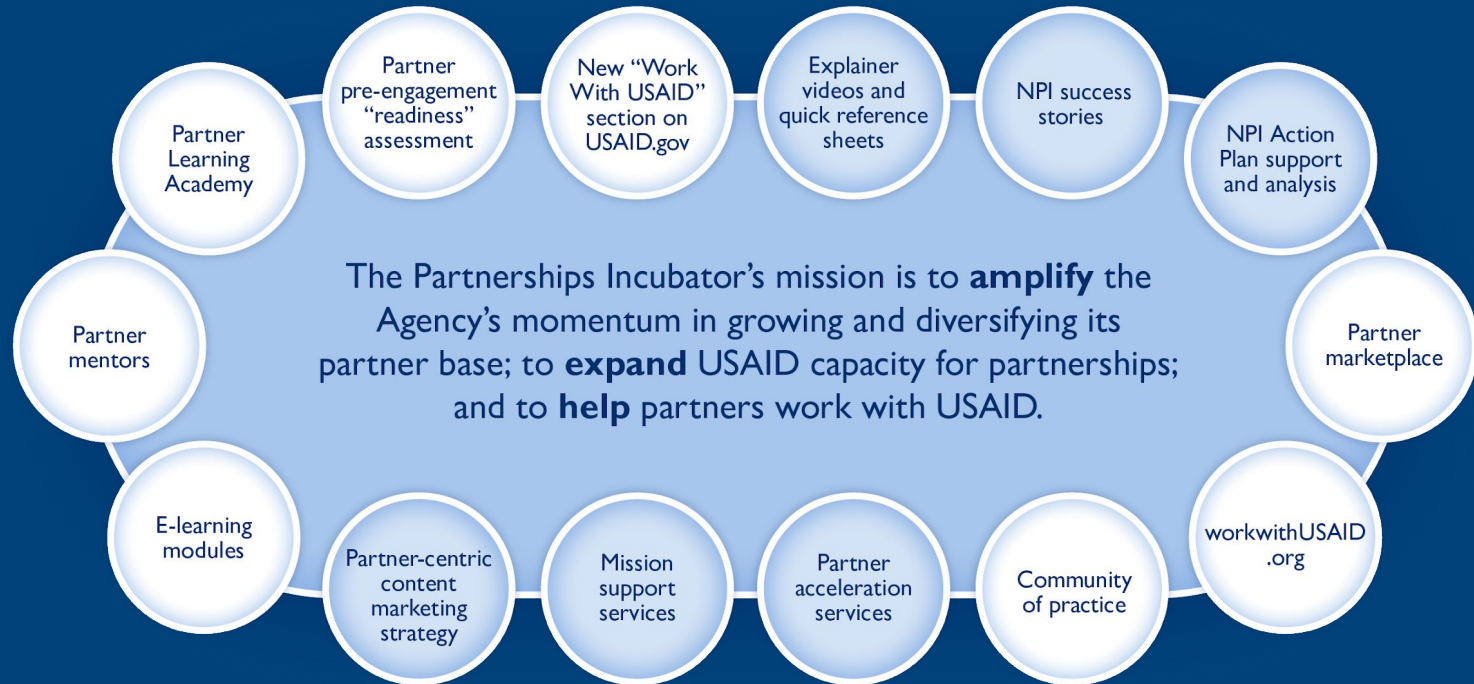 Partner
pre-engagement
“readiness”
assessment
New “Work
With USAID”
section on
USAID.gov
Explainer
videos and
quick reference
sheets
NPI success
stories
NPI Action
Plan support
and analysis
Partner
Learning
Academy
The Partnerships Incubator’s mission is to amplify the
Agency’s momentum in growing and diversifying its
partner base; to expand USAID capacity for partnerships;
and to help partners work with USAID.
Partner
mentors
Partner
marketplace
E-learning
modules
Partner-centric
content
marketing
strategy
Mission
support
services
Partner
acceleration
services
Community
of practice
workwithUSAID
.org